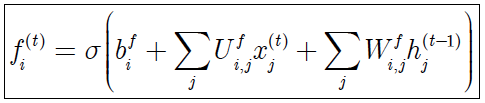 f_i^{(t)} = σ( b_i^f + ∑_j U_{i,j}^f x_j^{(t)} + ∑_j W_{i,j}^f h_j^{(t-1)} )